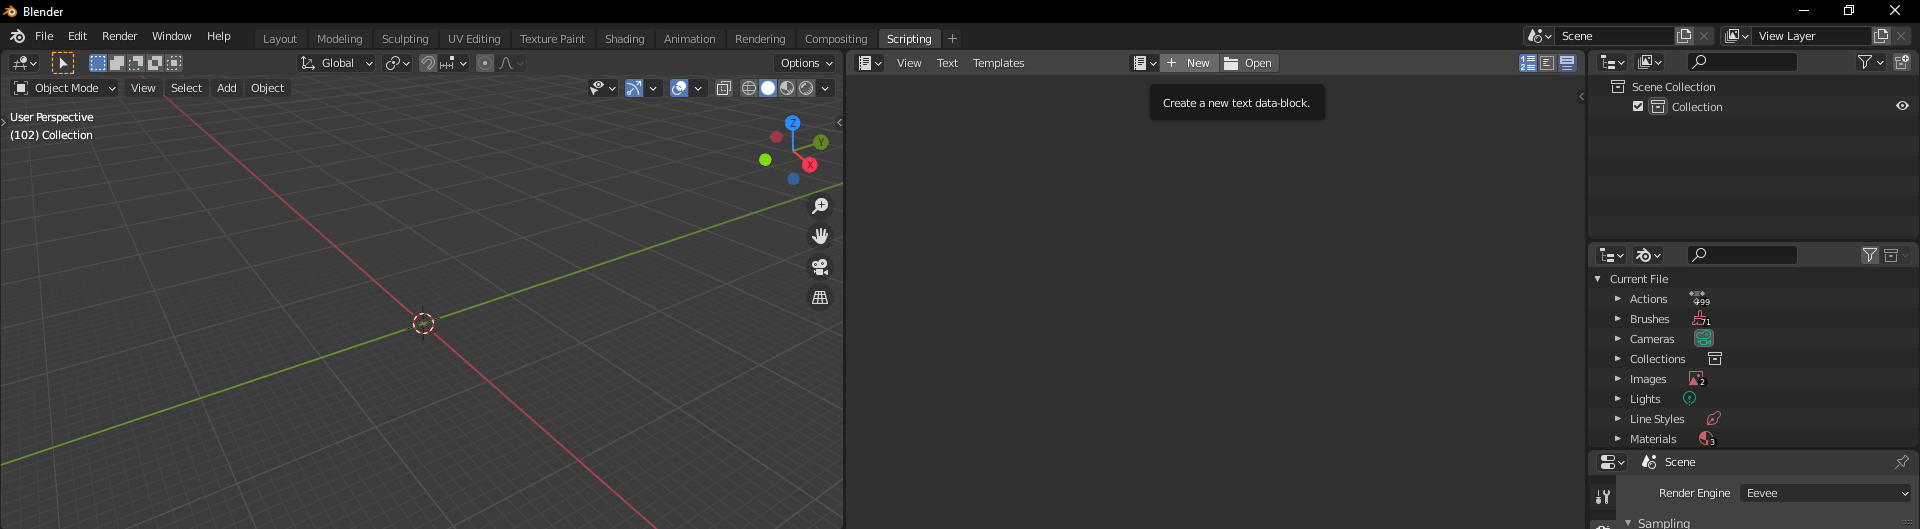 Blender
File Edit Render Window Help
Layout Modeling Sculpting UV Editing Texture Paint Shading Animation Rendering Compositing Scripting +
Scene
View Layer
Global
Options
View Text Templates
+ New Open
Object Mode View Select Add Object
User Perspective
(102) Collection
Z
Y
X
Create a new text data-block.
Scene Collection
Collection
Current File
Actions
Brushes 71
Cameras
Collections
Images 2
Lights
Line Styles
Materials 3
Scene
Render Engine Eevee
Sampling